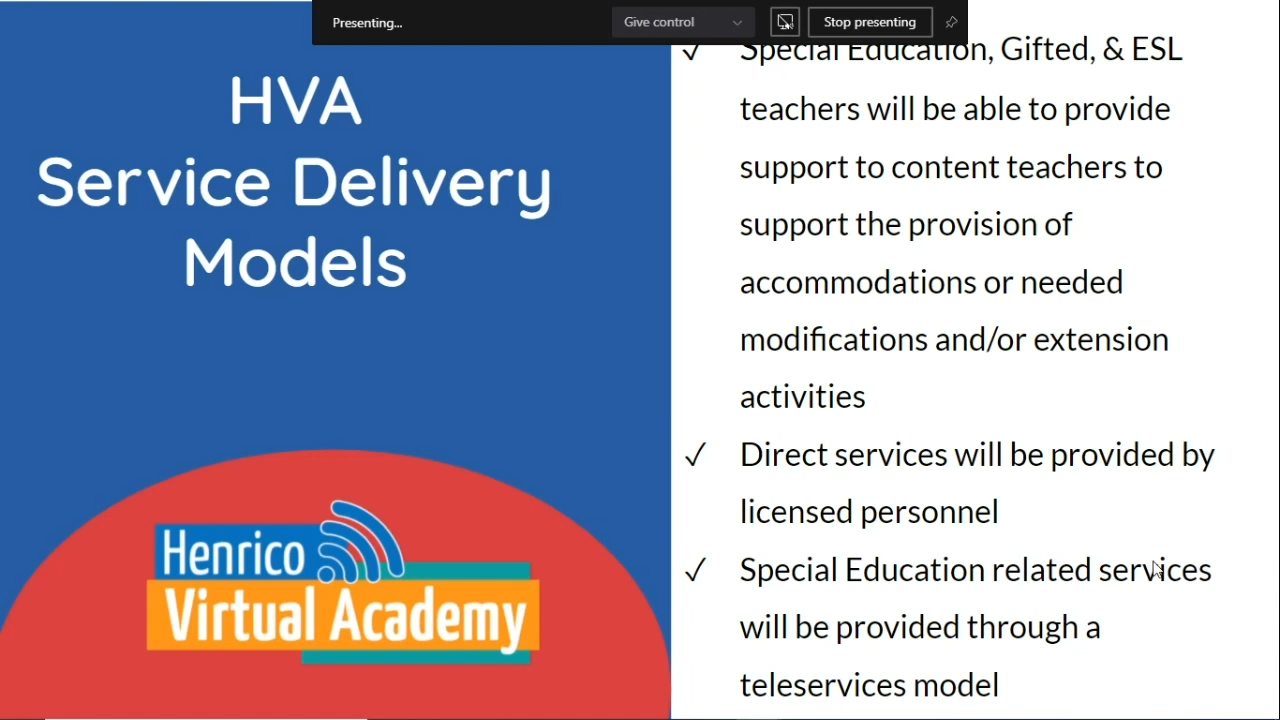 Presenting...
Give control
Stop presenting
HVA
Service Delivery
Models
Henrico
Virtual Academy
✓ Special Education, Gifted, & ESL
teachers will be able to provide
support to content teachers to
support the provision of
accommodations or needed
modifications and/or extension
activities
✓ Direct services will be provided by
licensed personnel
✓ Special Education related services
will be provided through a
teleservices model